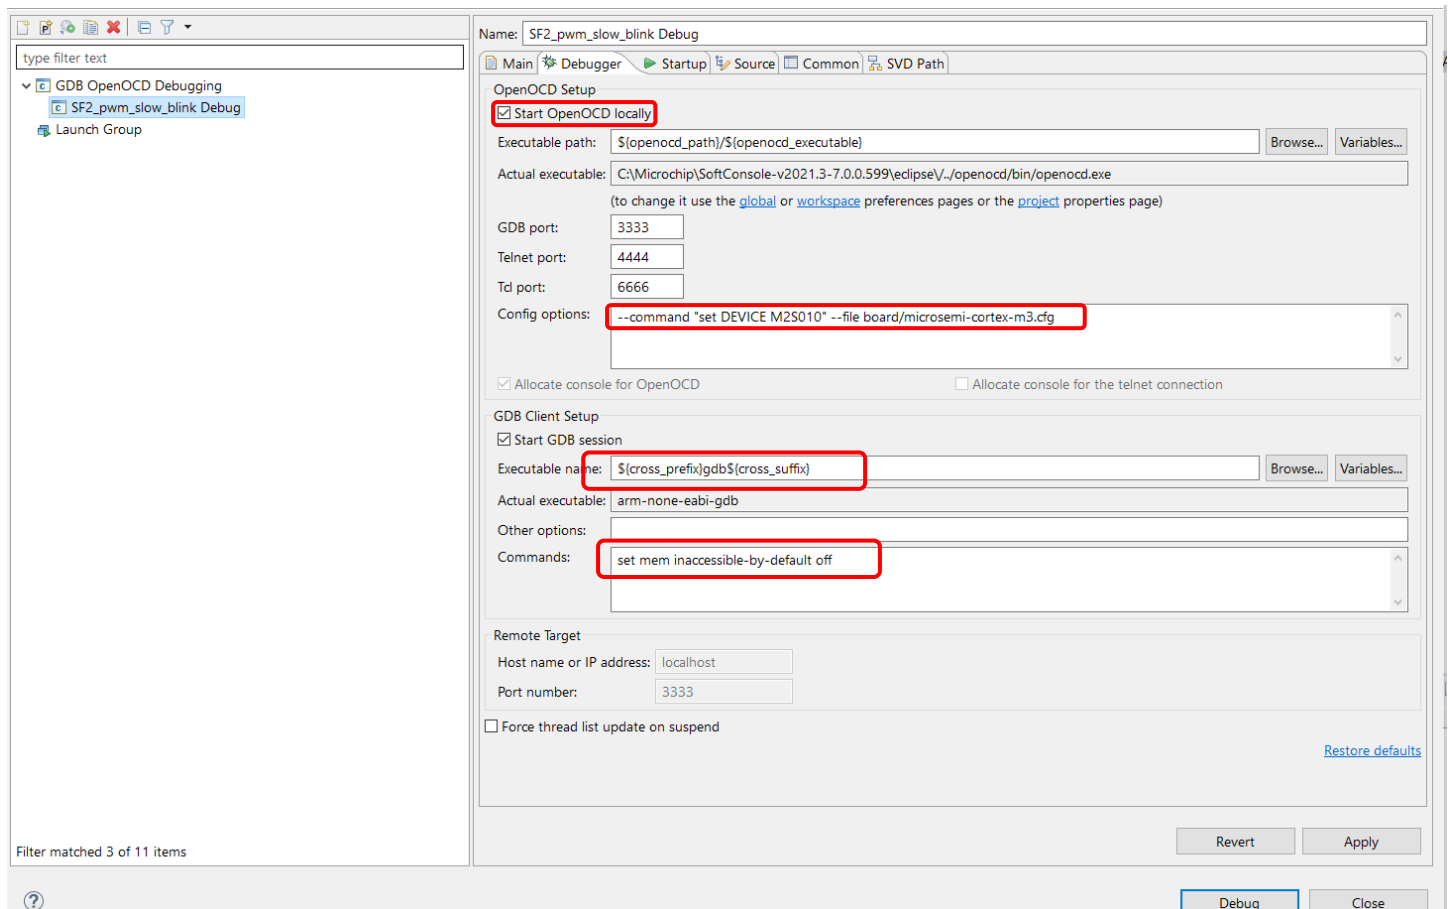 type filter text
GDB OpenOCD Debugging
SF2_pwm_slow_blink Debug
Launch Group
Filter matched 3 of 11 items
Name: SF2_pwm_slow_blink Debug
Main Debugger Startup Source Common SVD Path
OpenOCD Setup
Start OpenOCD locally
Executable path: ${openocd_path}/${openocd_executable} Browse... Variables...
Actual executable: C:\Microchip\SoftConsole-v2021.3-7.0.0.599\eclipse\/../openocd/bin/openocd.exe
(to change it use the global or workspace preferences pages or the project properties page)
GDB port: 3333
Telnet port: 4444
Tcl port: 6666
Config options: --command "set DEVICE M2S010" --file board/microsemi-cortex-m3.cfg
Allocate console for OpenOCD Allocate console for the telnet connection
GDB Client Setup
Start GDB session
Executable name: ${cross_prefix}gdb${cross_suffix} Browse... Variables...
Actual executable: arm-none-eabi-gdb
Other options:
Commands: set mem inaccessible-by-default off
Remote Target
Host name or IP address: localhost
Port number: 3333
Force thread list update on suspend
Restore defaults
Revert Apply
Debug Close